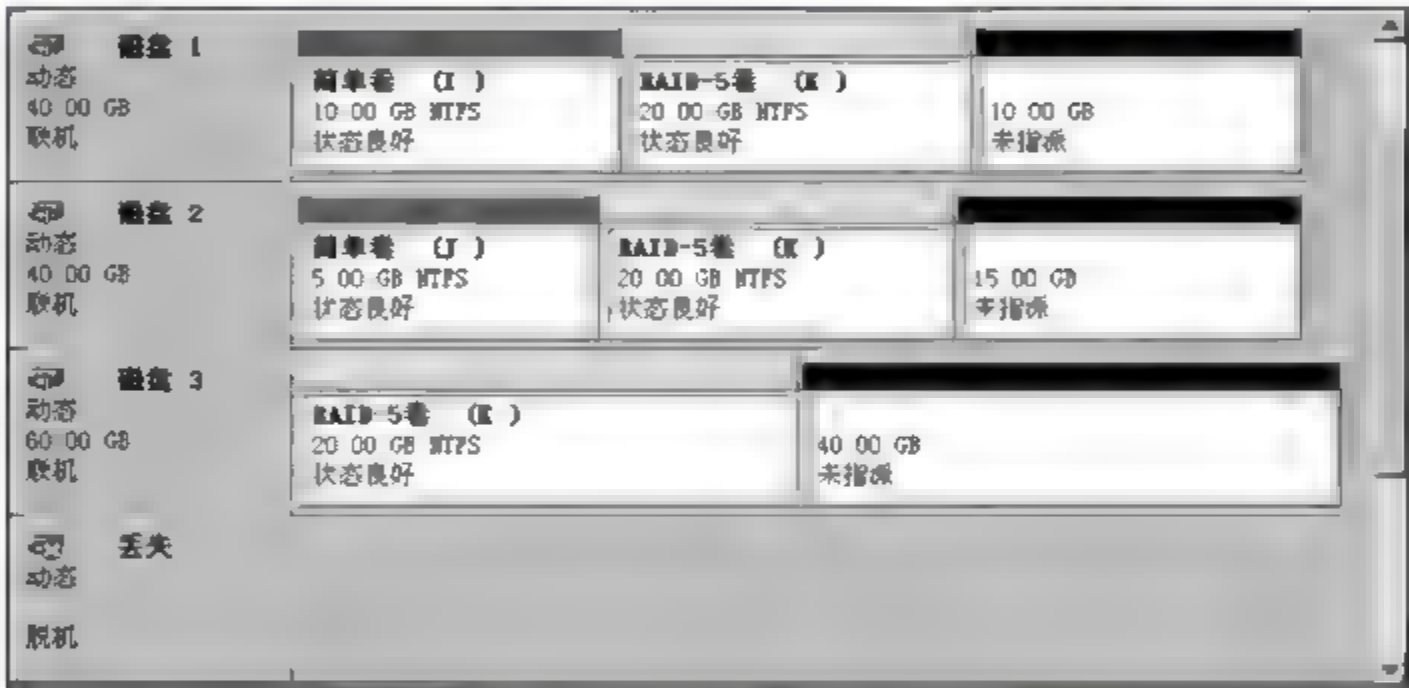 磁盘 1
动态
40 00 GB
联机
简单卷 (I )
10 00 GB NTFS
状态良好
RAID-5卷 (K )
20 00 GB NTFS
状态良好
10 00 GB
未指派
磁盘 2
动态
40 00 GB
联机
简单卷 (J )
5 00 GB NTFS
状态良好
RAID-5卷 (K )
20 00 GB NTFS
状态良好
15 00 GB
未指派
磁盘 3
动态
60 00 GB
联机
RAID-5卷 (K )
20 00 GB NTFS
状态良好
40 00 GB
未指派
丢失
动态
脱机